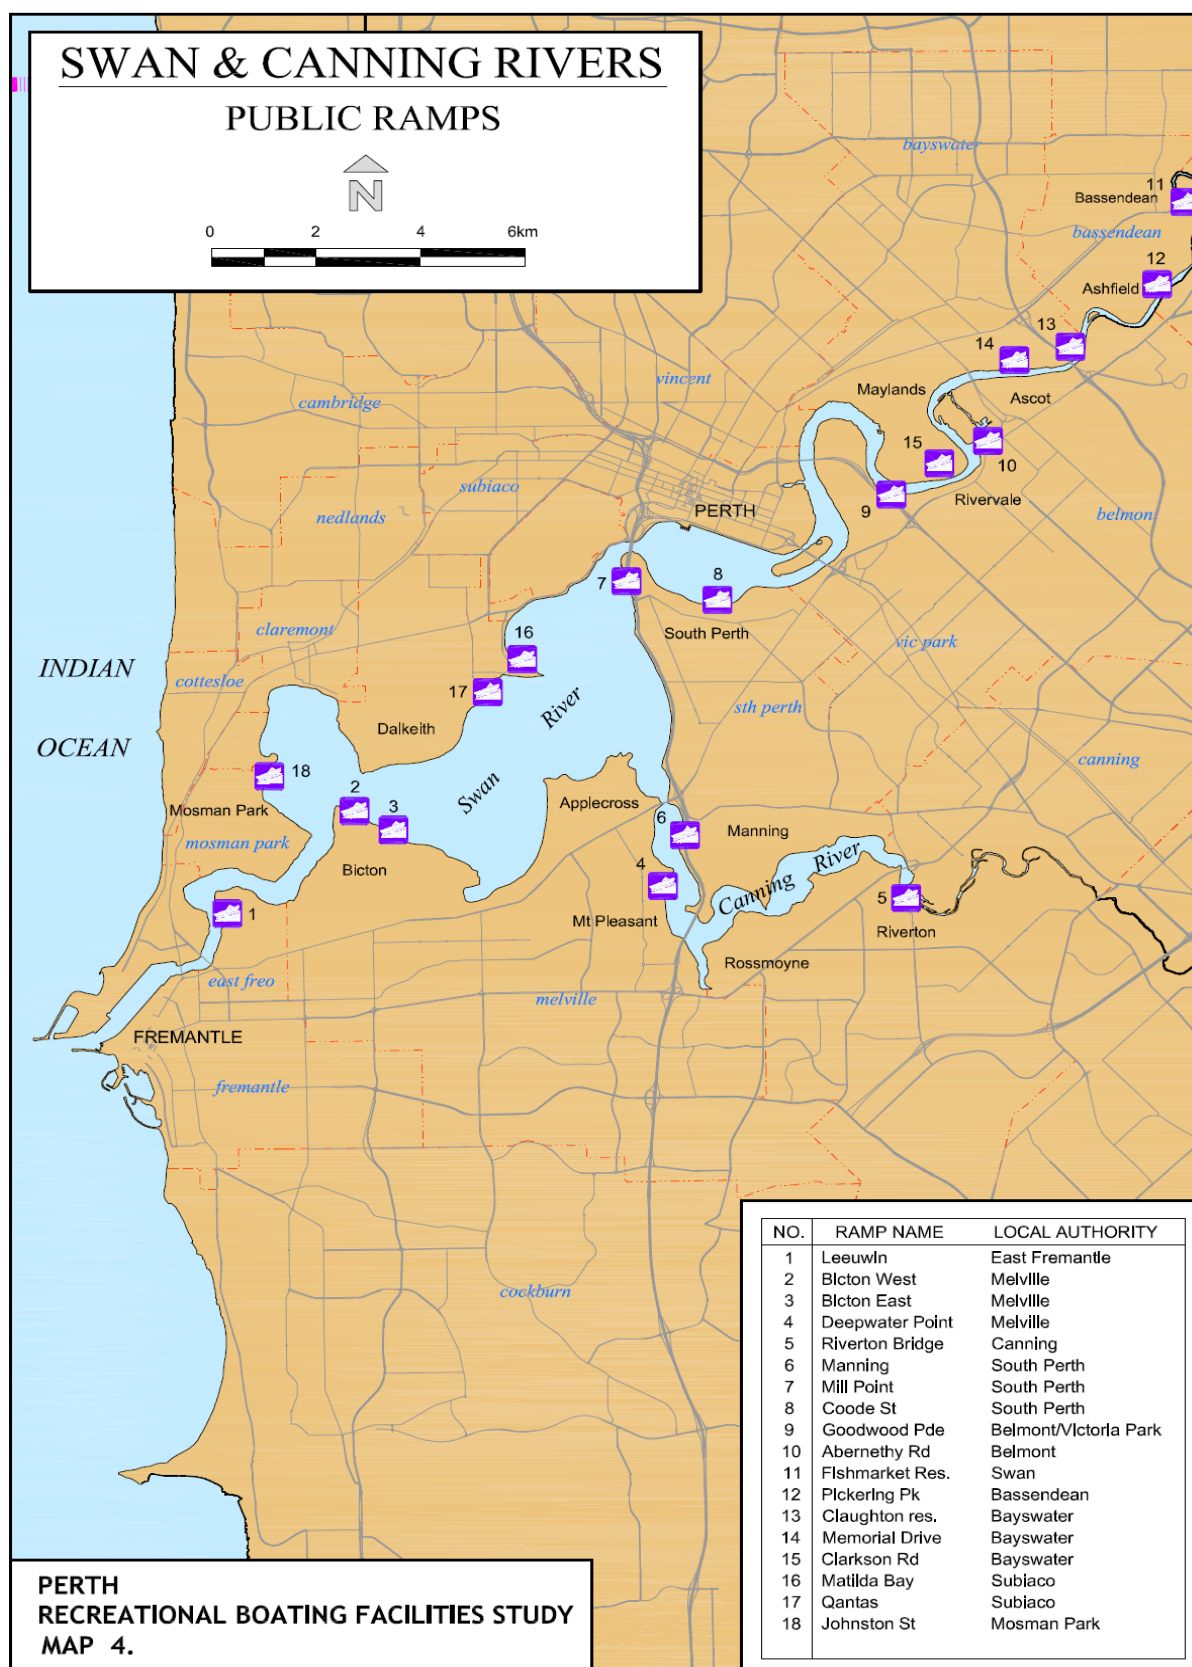 SWAN & CANNING RIVERS
PUBLIC RAMPS
N
0 2 4 6km
bayswater
11
Bassendean
bassendean
12
Ashfield
13
14
vincent
Maylands
Ascot
cambridge
15
10
subiaco
9
Rivervale
nedlands
PERTH
belmon
8
7
claremont
16
South Perth
vic park
INDIAN
cottesloe
17
River
sth perth
Dalkeith
OCEAN
canning
18
Swan
Mosman Park
2
3
Applecross
6
Manning
mosman park
River
Bicton
4
Canning
5
1
Mt Pleasant
Riverton
Rossmoyne
east freo
melville
FREMANTLE
fremantle
cockburn
NO. RAMP NAME LOCAL AUTHORITY
1 Leeuwin East Fremantle
2 Bicton West Melville
3 Bicton East Melville
4 Deepwater Point Melville
5 Riverton Bridge Canning
6 Manning South Perth
7 Mill Point South Perth
8 Coode St South Perth
9 Goodwood Pde Belmont/Victoria Park
10 Abernethy Rd Belmont
11 Fishmarket Res. Swan
12 Pickering Pk Bassendean
13 Claughton res. Bayswater
14 Memorial Drive Bayswater
15 Clarkson Rd Bayswater
16 Matilda Bay Subiaco
17 Qantas Subiaco
18 Johnston St Mosman Park
PERTH
RECREATIONAL BOATING FACILITIES STUDY
MAP 4.